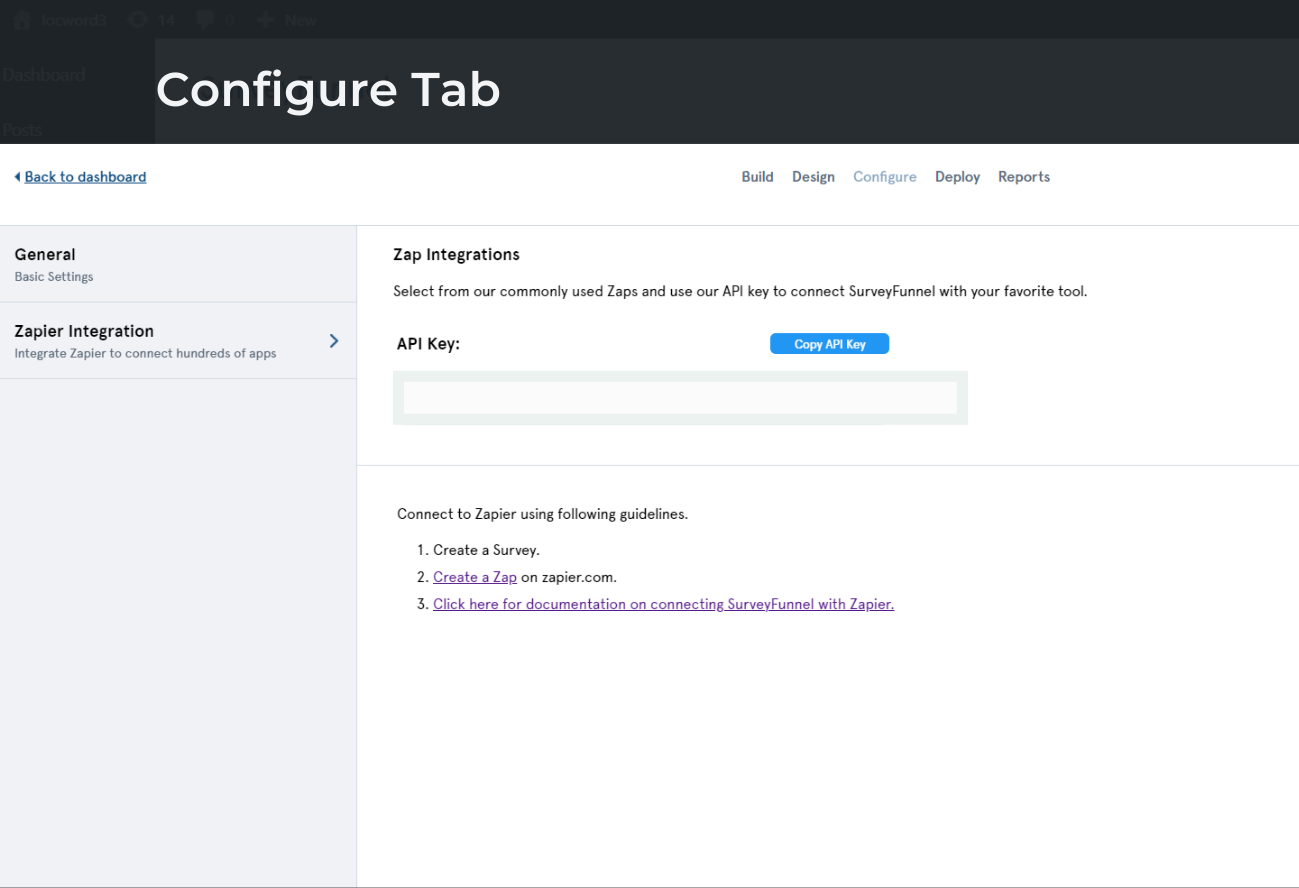 locword3 14 0 New
Dashboard
Configure Tab
Posts
Back to dashboard
Build Design Configure Deploy Reports
General
Basic Settings
Zapier Integration
Integrate Zapier to connect hundreds of apps
Zap Integrations
Select from our commonly used Zaps and use our API key to connect SurveyFunnel with your favorite tool.
API Key:
Copy API Key
Connect to Zapier using following guidelines.
1. Create a Survey.
2. Create a Zap on zapier.com.
3. Click here for documentation on connecting SurveyFunnel with Zapier.